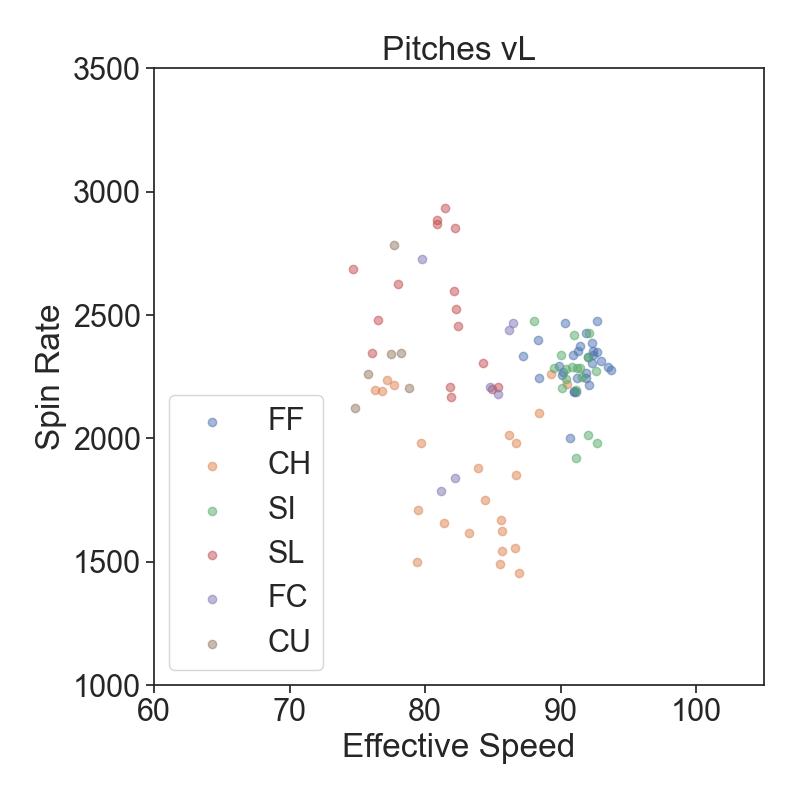 Pitches vL
3500
3000
2500
2000
1500
1000
Spin Rate
FF
CH
SI
SL
FC
CU
60 70 80 90 100
Effective Speed